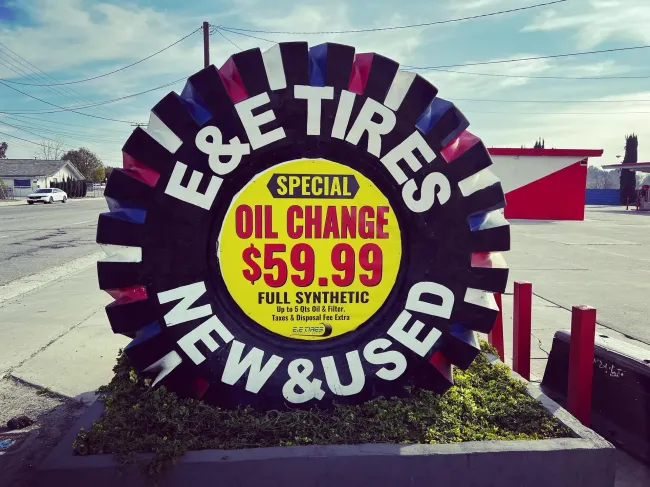 E&E TIRES
SPECIAL
OIL CHANGE
$59.99
FULL SYNTHETIC
Up to 5 Qts Oil & Filter.
Taxes & Disposal Fee Extra
E&E TIRES
NEW&USED